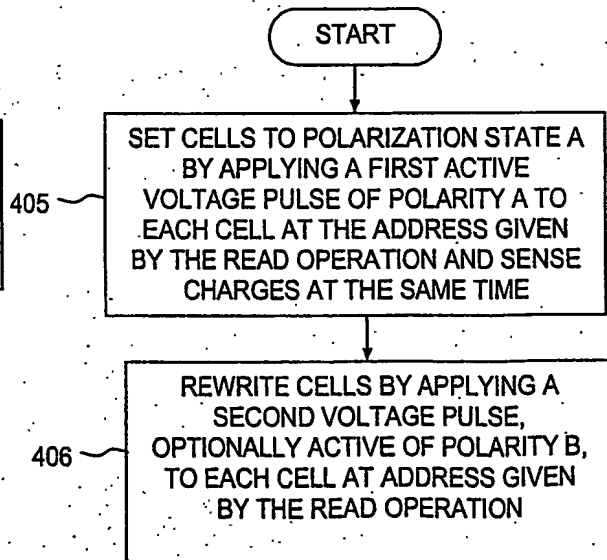 START
SET CELLS TO POLARIZATION STATE A
BY APPLYING A FIRST ACTIVE
VOLTAGE PULSE OF POLARITY A TO
EACH CELL AT THE ADDRESS GIVEN
BY THE READ OPERATION AND SENSE
CHARGES AT THE SAME TIME
405
REWRITE CELLS BY APPLYING A
SECOND VOLTAGE PULSE,
OPTIONALLY ACTIVE OF POLARITY B,
TO EACH CELL AT ADDRESS GIVEN
BY THE READ OPERATION
406